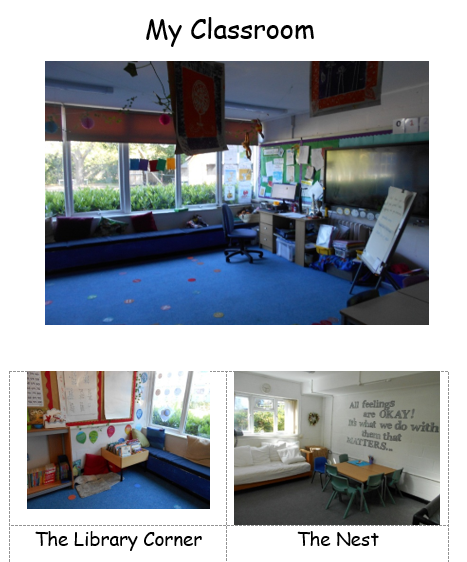 My Classroom
All feelings
are OKAY!
It's what we do with
them that
MATTERS...
The Library Corner
The Nest